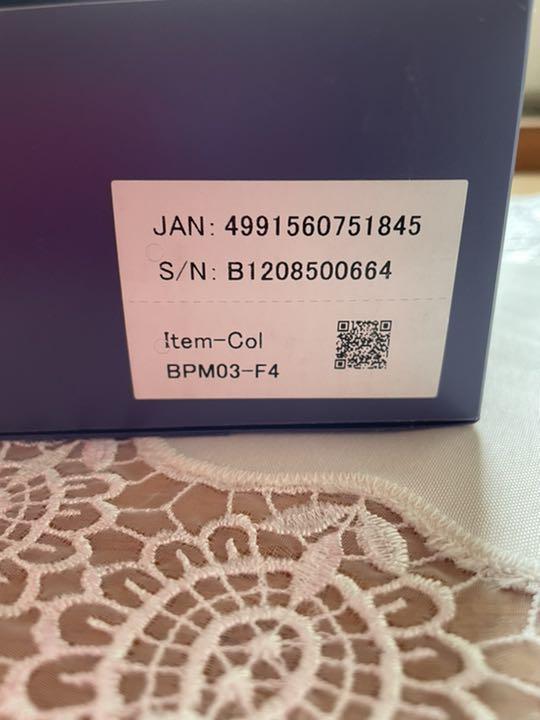 JAN: 4991560751845
S/N: B1208500664
Item-Col
BPM03-F4